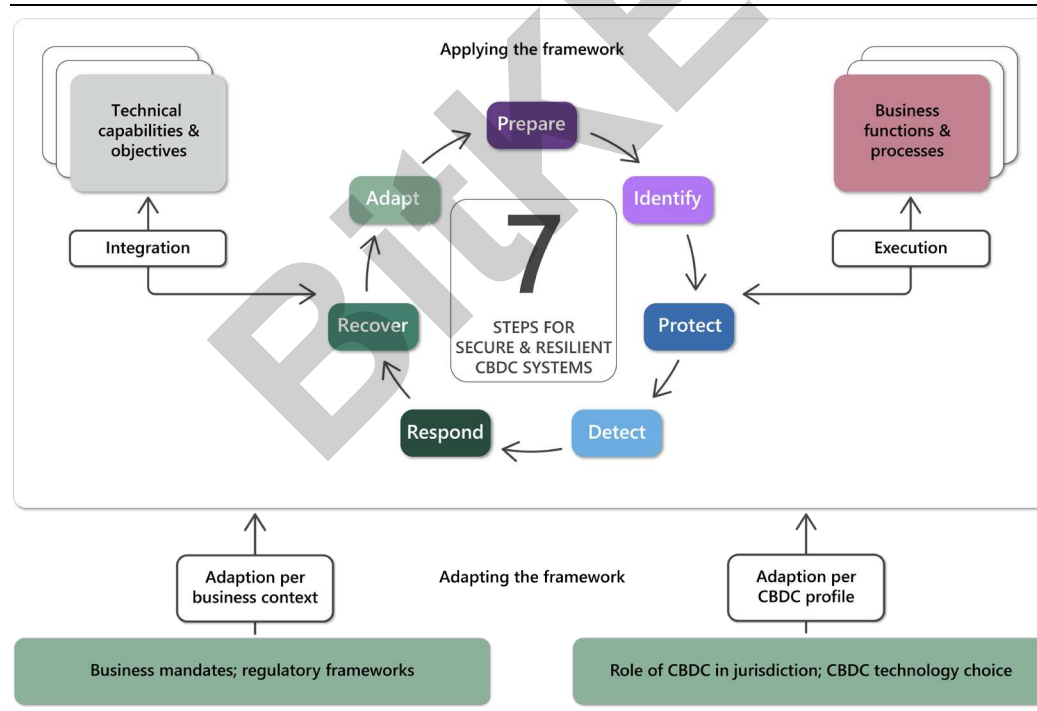 Applying the framework
Technical
capabilities &
objectives
Business
functions &
processes
Prepare
Adapt
Identify
Integration
Execution
7
STEPS FOR
SECURE & RESILIENT
CBDC SYSTEMS
Recover
Protect
Respond
Detect
Adaption per
business context
Adapting the framework
Adaption per
CBDC profile
Business mandates; regulatory frameworks
Role of CBDC in jurisdiction; CBDC technology choice